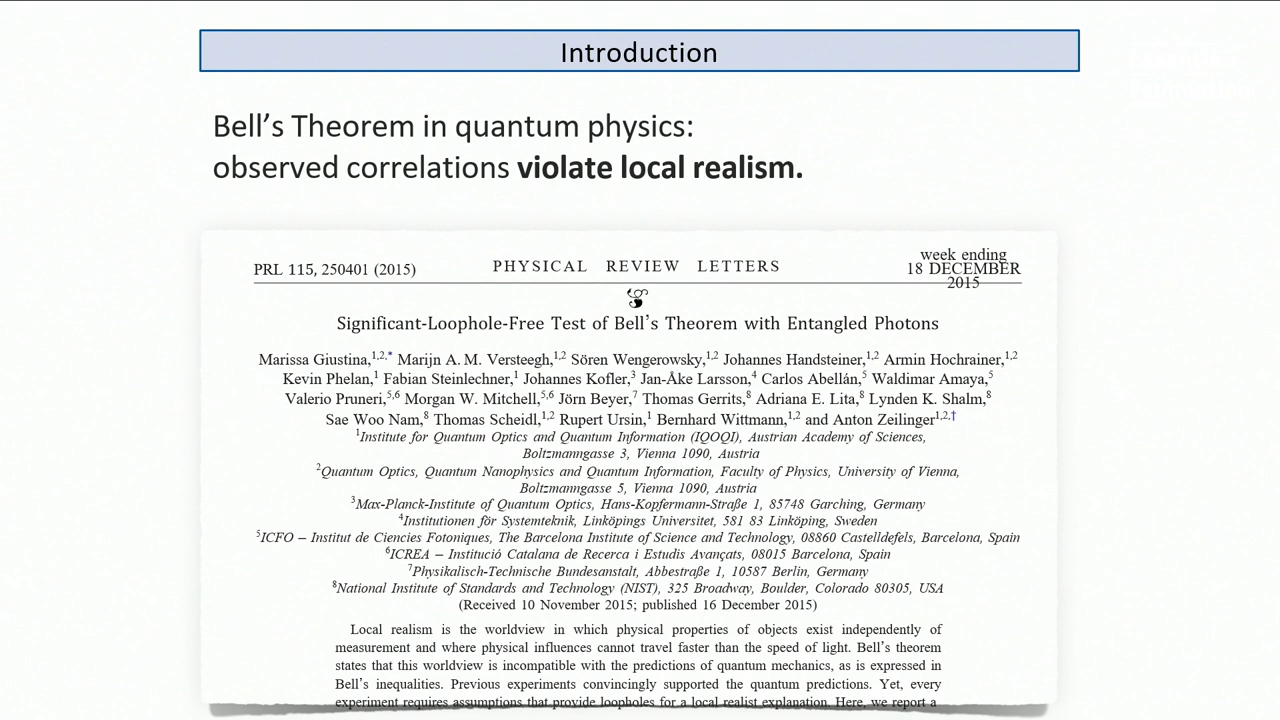 Introduction
Bell’s Theorem in quantum physics:
observed correlations violate local realism.
PRL 115, 250401 (2015)
PHYSICAL REVIEW LETTERS
week ending
18 DECEMBER
2015
Significant-Loophole-Free Test of Bell’s Theorem with Entangled Photons
Marissa Giustina,1,2,* Marijn A. M. Versteegh,1,2 Sören Wengerowsky,1,2 Johannes Handsteiner,1,2 Armin Hochrainer,1,2
Kevin Phelan,1 Fabian Steinlechner,1 Johannes Kofler,3 Jan-Åke Larsson,4 Carlos Abellán,5 Waldimar Amaya,5
Valerio Pruneri,5,6 Morgan W. Mitchell,5,6 Jörn Beyer,7 Thomas Gerrits,8 Adriana E. Lita,8 Lynden K. Shalm,8
Sae Woo Nam,8 Thomas Scheidl,1,2 Rupert Ursin,1 Bernhard Wittmann,1,2 and Anton Zeilinger1,2,†
1Institute for Quantum Optics and Quantum Information (IQOQI), Austrian Academy of Sciences,
Boltzmanngasse 3, Vienna 1090, Austria
2Quantum Optics, Quantum Nanophysics and Quantum Information, Faculty of Physics, University of Vienna,
Boltzmanngasse 5, Vienna 1090, Austria
3Max-Planck-Institute of Quantum Optics, Hans-Kopfermann-Straße 1, 85748 Garching, Germany
4Institutionen för Systemteknik, Linköpings Universitet, 581 83 Linköping, Sweden
5ICFO – Institut de Ciencies Fotoniques, The Barcelona Institute of Science and Technology, 08860 Castelldefels, Barcelona, Spain
6ICREA – Institució Catalana de Recerca i Estudis Avançats, 08015 Barcelona, Spain
7Physikalisch-Technische Bundesanstalt, Abbestraße 1, 10587 Berlin, Germany
8National Institute of Standards and Technology (NIST), 325 Broadway, Boulder, Colorado 80305, USA
(Received 10 November 2015; published 16 December 2015)
Local realism is the worldview in which physical properties of objects exist independently of
measurement and where physical influences cannot travel faster than the speed of light. Bell’s theorem
states that this worldview is incompatible with the predictions of quantum mechanics, as is expressed in
Bell’s inequalities. Previous experiments convincingly supported the quantum predictions. Yet, every
experiment requires assumptions that provide loopholes for a local realist explanation. Here, we report a